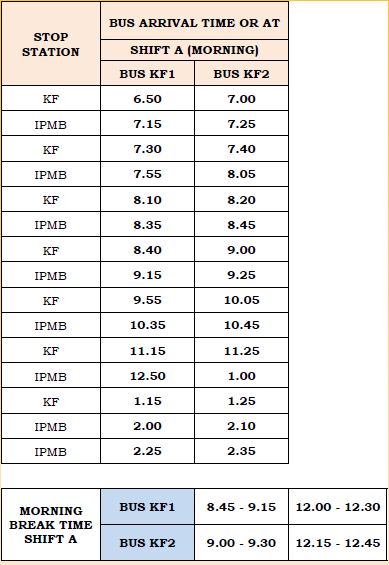 STOP STATION BUS ARRIVAL TIME OR AT
SHIFT A (MORNING)
BUS KF1 BUS KF2
KF 6.50 7.00
IPMB 7.15 7.25
KF 7.30 7.40
IPMB 7.55 8.05
KF 8.10 8.20
IPMB 8.35 8.45
KF 8.40 9.00
IPMB 9.15 9.25
KF 9.55 10.05
IPMB 10.35 10.45
KF 11.15 11.25
IPMB 12.50 1.00
KF 1.15 1.25
IPMB 2.00 2.10
IPMB 2.25 2.35
MORNING BREAK TIME SHIFT A
BUS KF1 8.45 - 9.15 12.00 - 12.30
BUS KF2 9.00 - 9.30 12.15 - 12.45